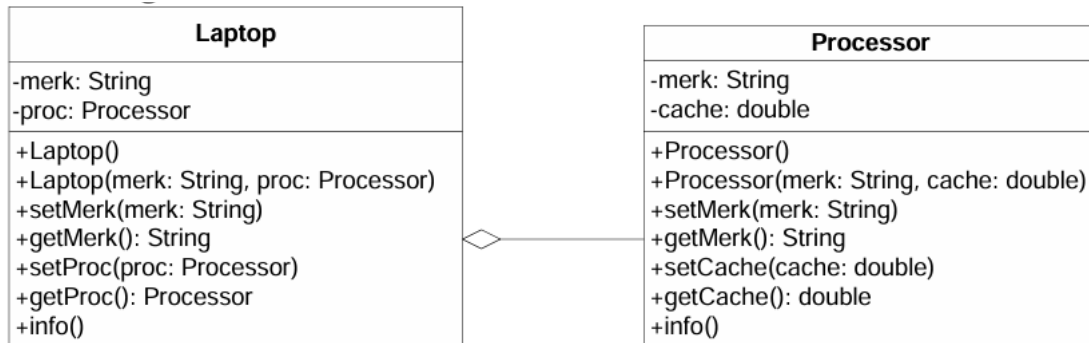 Laptop
-merk: String
-proc: Processor
+Laptop()
+Laptop(merk: String, proc: Processor)
+setMerk(merk: String)
+getMerk(): String
+setProc(proc: Processor)
+getProc(): Processor
+info()
Processor
-merk: String
-cache: double
+Processor()
+Processor(merk: String, cache: double)
+setMerk(merk: String)
+getMerk(): String
+setCache(cache: double)
+getCache(): double
+info()